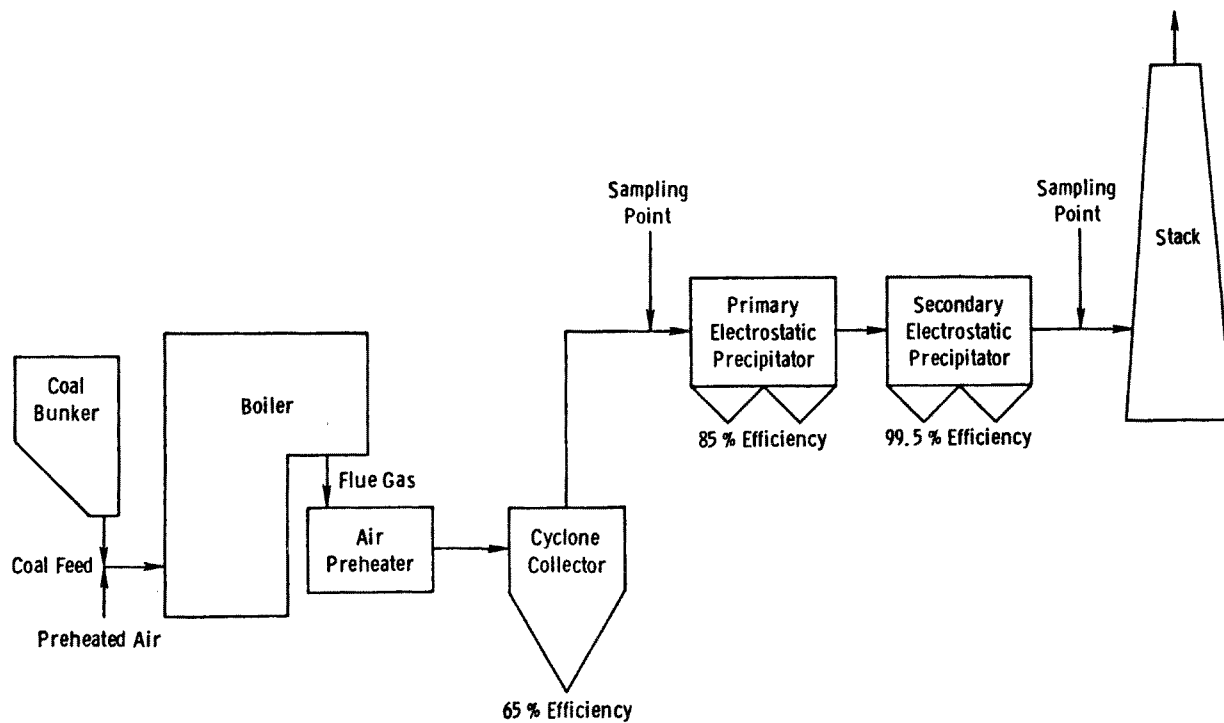 Coal
Bunker
Coal Feed
Preheated Air
Boiler
Flue Gas
Air
Preheater
Cyclone
Collector
65 % Efficiency
Sampling
Point
Primary
Electrostatic
Precipitator
85 % Efficiency
Secondary
Electrostatic
Precipitator
99.5 % Efficiency
Sampling
Point
Stack